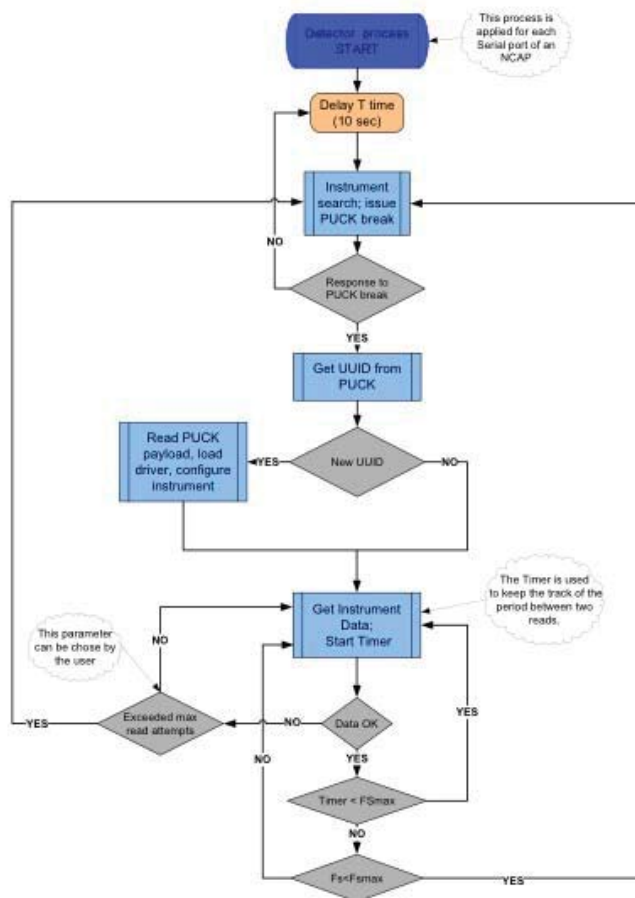 Detector process
START
This process is
applied for each
Serial port of an
NCAP
Delay T time
(10 sec)
Instrument
search; issue
PUCK break
NO
Response to
PUCK break
YES
Get UUID from
PUCK
Read PUCK
payload, load
driver, configure
instrument
YES
New UUID
NO
The Timer is used
to keep the track of the
period between two
reads.
Get Instrument
Data;
Start Timer
This parameter
can be chose by
the user
NO
YES
Exceeded max
read attempts
NO
Data OK
YES
NO
YES
Timer < FSmax
NO
Fs<Fsmax
YES